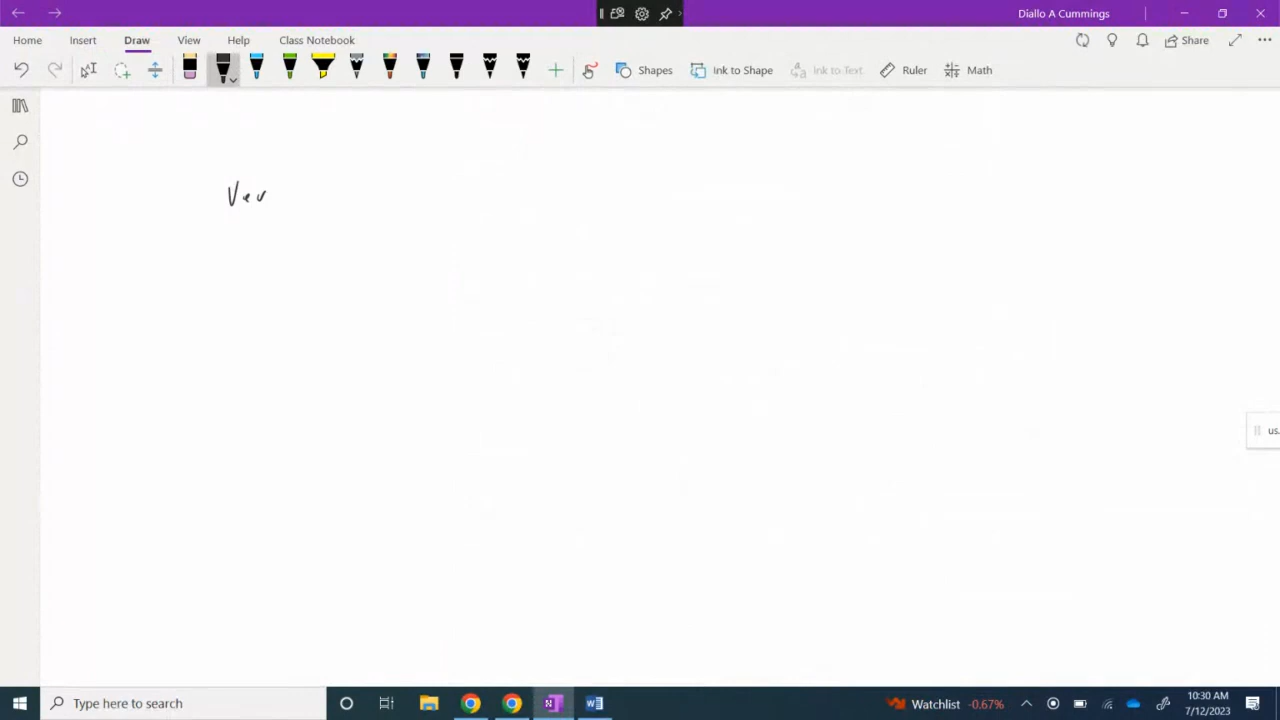 Diallo A Cummings
Home Insert Draw View Help Class Notebook Share
Shapes Ink to Shape Ink to Text Ruler Math
Ver
us.
Type here to search Watchlist -0.67% 10:30 AM
7/12/2023